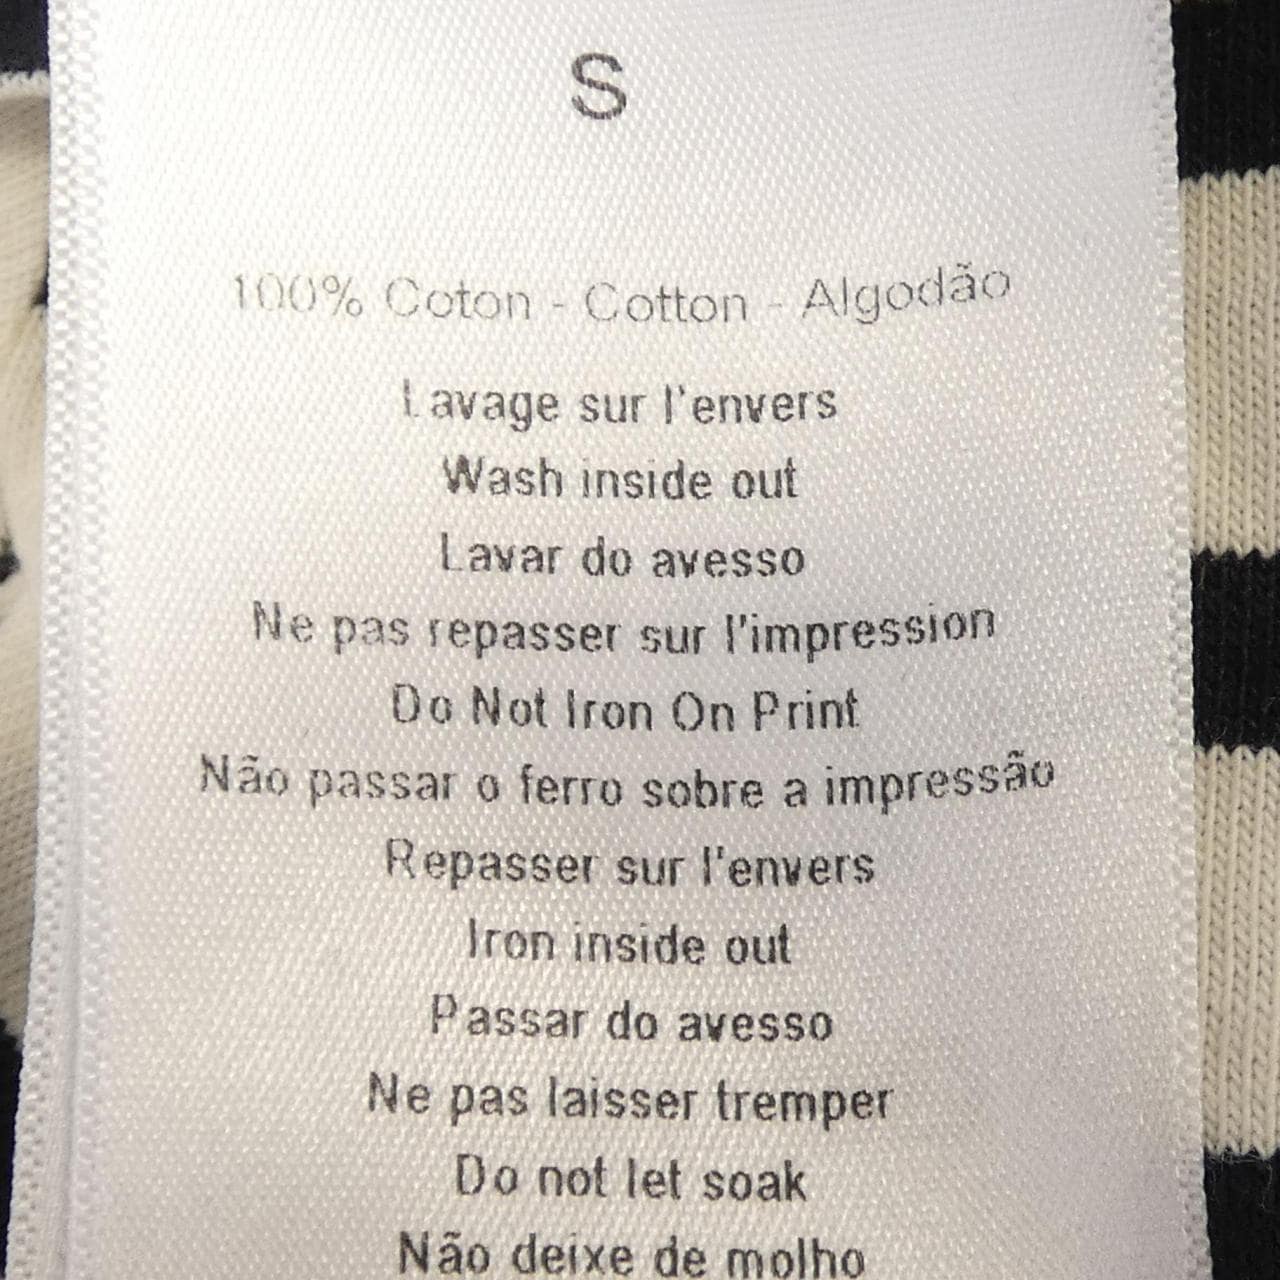 S
100% Coton - Cotton - Algodão
Lavage sur l'envers
Wash inside out
Lavar do avesso
Ne pas repasser sur l'impression
Do Not Iron On Print
Não passar o ferro sobre a impressão
Repasser sur l'envers
Iron inside out
Passar do avesso
Ne pas laisser tremper
Do not let soak
Não deixe de molho